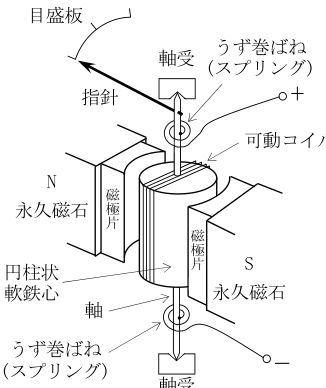 目盛板
軸受
うず巻ばね
(スプリング)
指針
+
可動コイル
N
永久磁石
磁極片
磁極片
S
永久磁石
円柱状
軟鉄心
軸
うず巻ばね
(スプリング)
軸受
−